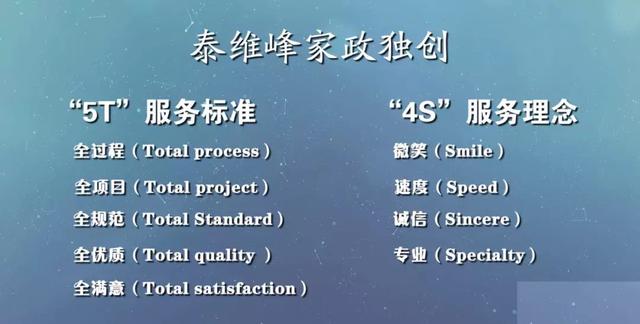 泰维峰家政独创
“5T”服务标准
全过程（Total process）
全项目（Total project）
全规范（Total Standard）
全优质（Total quality ）
全满意（Total satisfaction）
“4S”服务理念
微笑（Smile）
速度（Speed）
诚信（Sincere）
专业（Specialty）